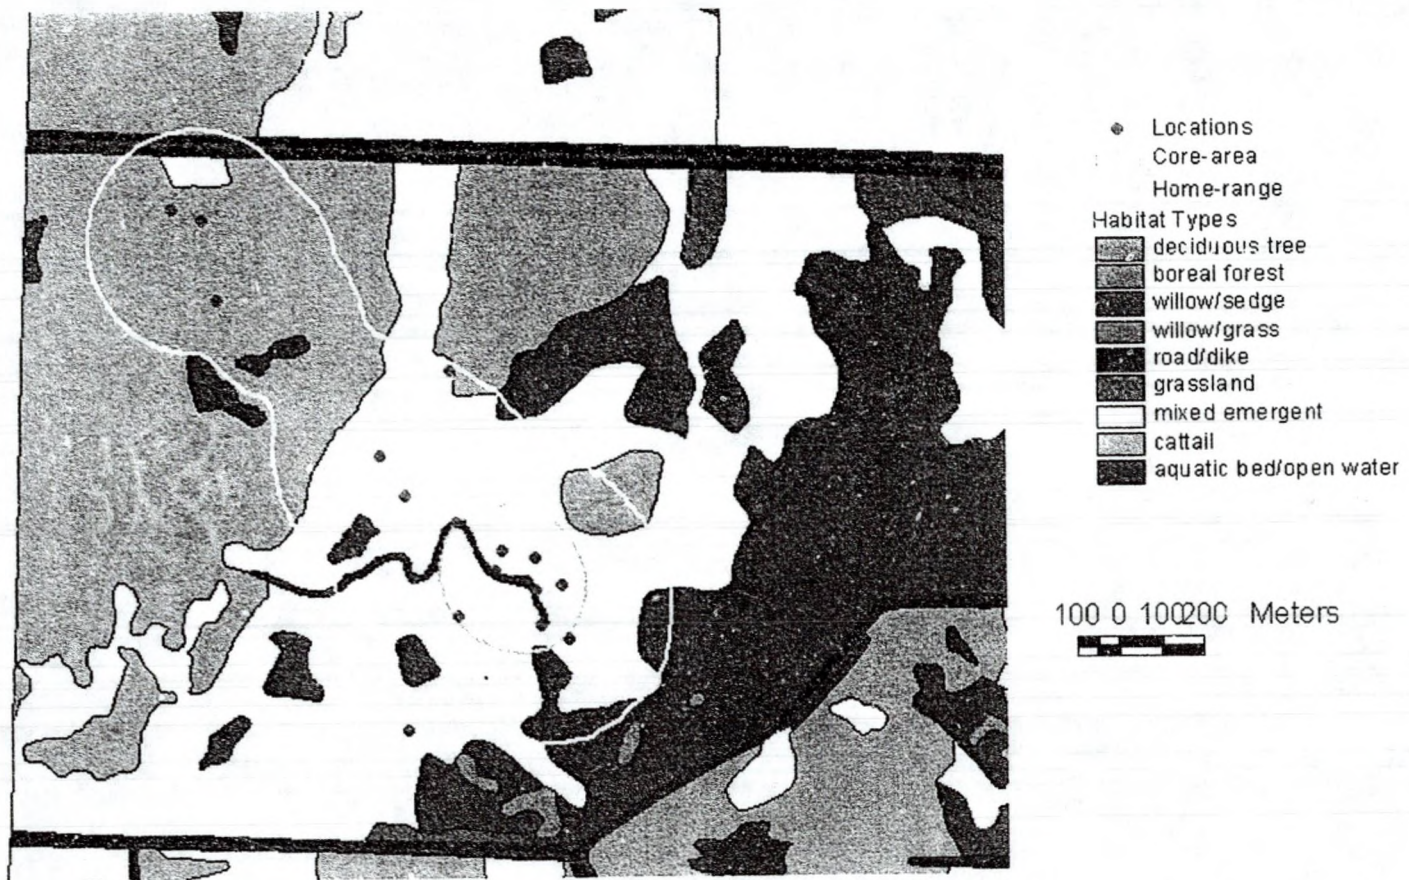 Locations
Core-area
Home-range
Habitat Types
deciduous tree
boreal forest
willow/sedge
willow/grass
road/dike
grassland
mixed emergent
cattail
aquatic bed/open water
100 0 100200 Meters